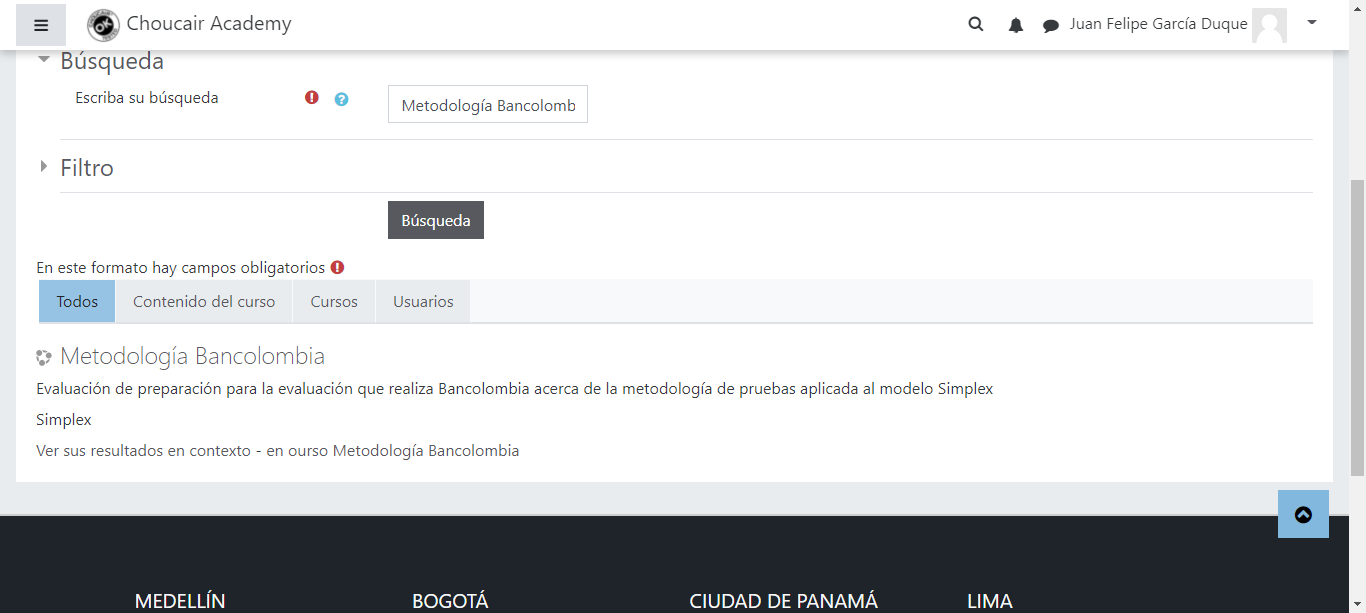 Choucair Academy
Juan Felipe García Duque
Búsqueda
Escriba su búsqueda
Metodología Bancolomb
Filtro
Búsqueda
En este formato hay campos obligatorios
Todos Contenido del curso Cursos Usuarios
Metodología Bancolombia
Evaluación de preparación para la evaluación que realiza Bancolombia acerca de la metodología de pruebas aplicada al modelo Simplex
Simplex
Ver sus resultados en contexto - en ourso Metodología Bancolombia
MEDELLÍN BOGOTÁ CIUDAD DE PANAMÁ LIMA